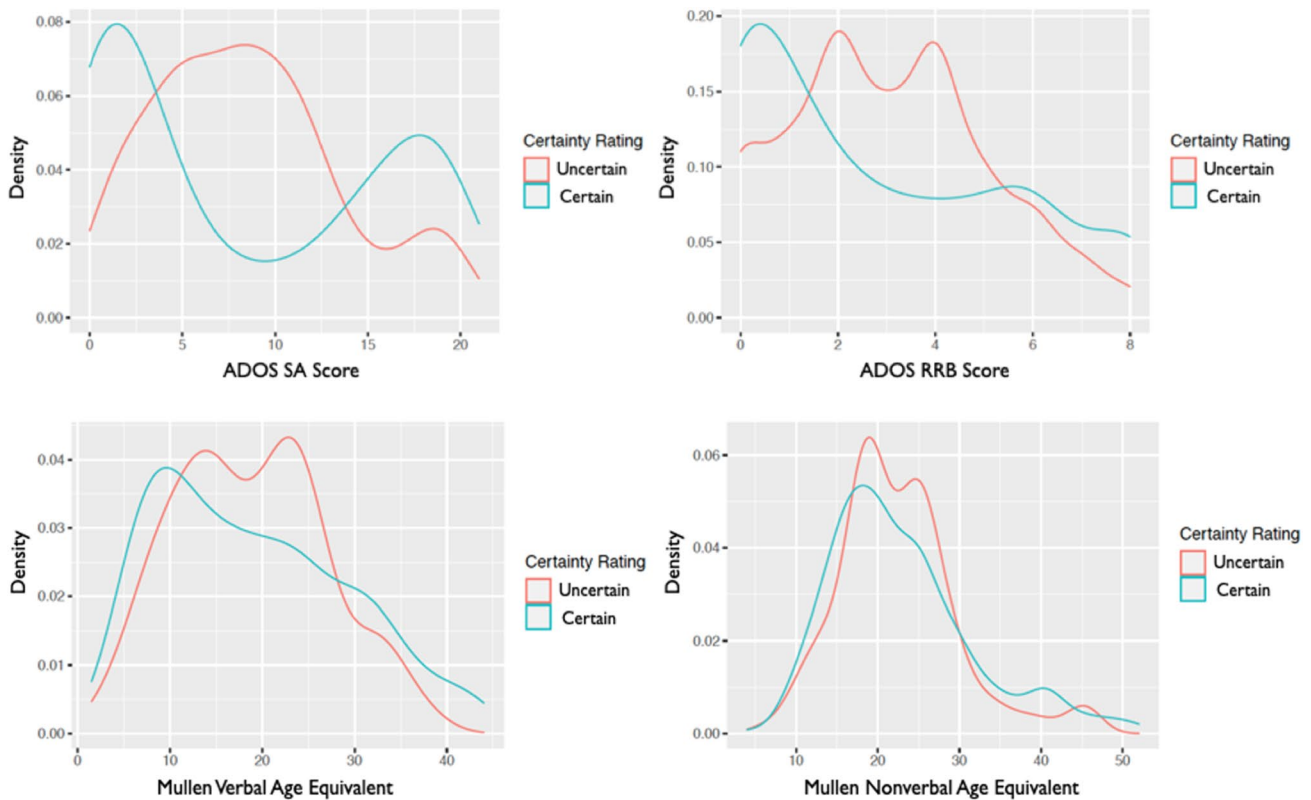 0.08
0.06
0.04
0.02
0.00
Density
0
5
10
15
20
ADOS SA Score
Certainty Rating
Uncertain
Certain
0.20
0.15
0.10
0.05
0.00
Density
0
2
4
6
8
ADOS RRB Score
Certainty Rating
Uncertain
Certain
0.04
0.03
0.02
0.01
0.00
Density
0
10
20
30
40
Mullen Verbal Age Equivalent
Certainty Rating
Uncertain
Certain
0.06
0.04
0.02
0.00
Density
10
20
30
40
50
Mullen Nonverbal Age Equivalent
Certainty Rating
Uncertain
Certain